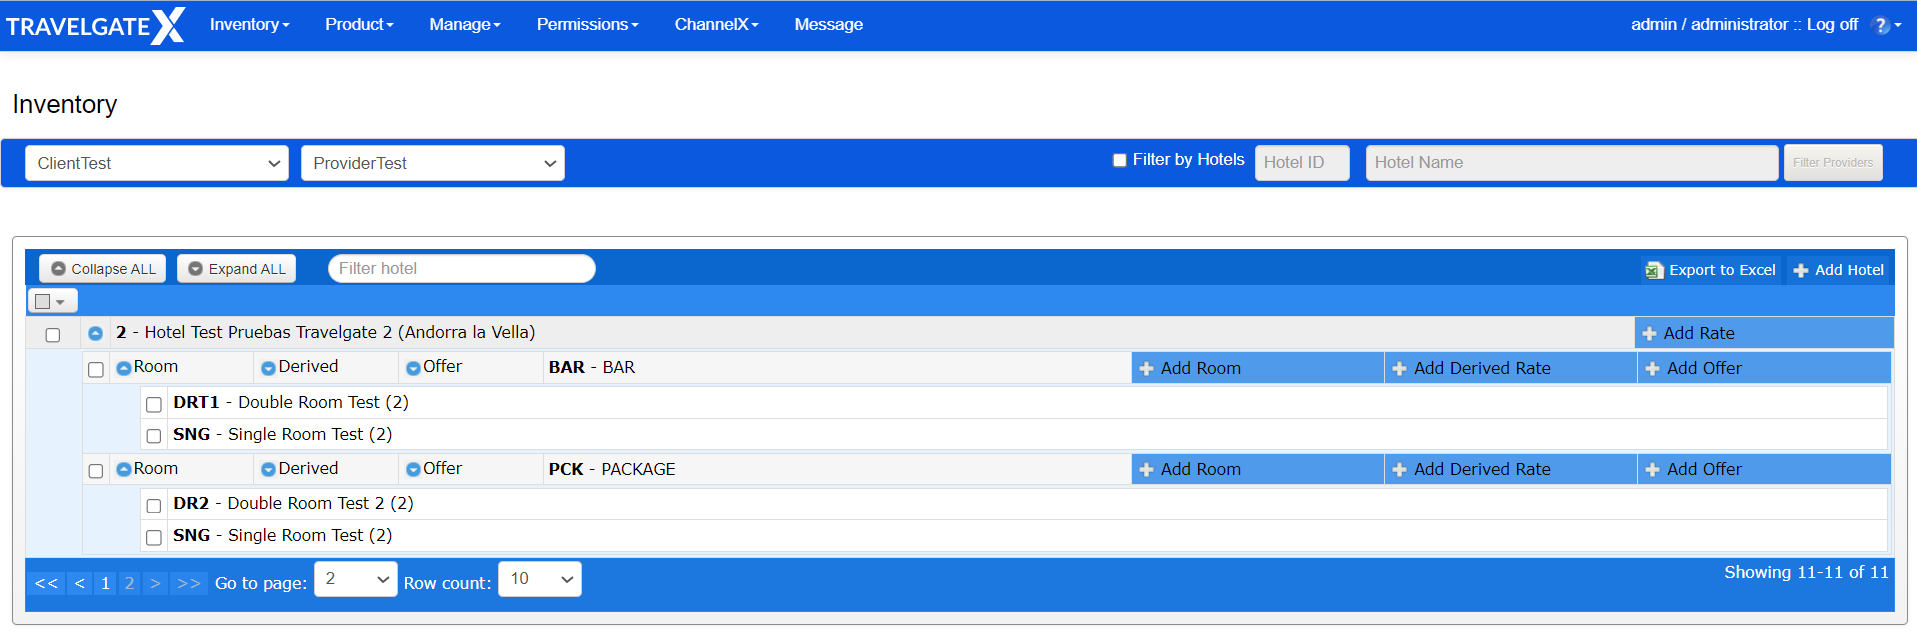 TRAVELGATEX Inventory Product Manage Permissions ChannelX Message admin / administrator :: Log off ?
Inventory
ClientTest ProviderTest Filter by Hotels Hotel ID Hotel Name Filter Providers
Collapse ALL Expand ALL Filter hotel Export to Excel Add Hotel
2 - Hotel Test Pruebas Travelgate 2 (Andorra la Vella) Add Rate
Room Derived Offer BAR - BAR Add Room Add Derived Rate Add Offer
DRT1 - Double Room Test (2)
SNG - Single Room Test (2)
Room Derived Offer PCK - PACKAGE Add Room Add Derived Rate Add Offer
DR2 - Double Room Test 2 (2)
SNG - Single Room Test (2)
<< < 1 2 > >> Go to page: 2 Row count: 10 Showing 11-11 of 11